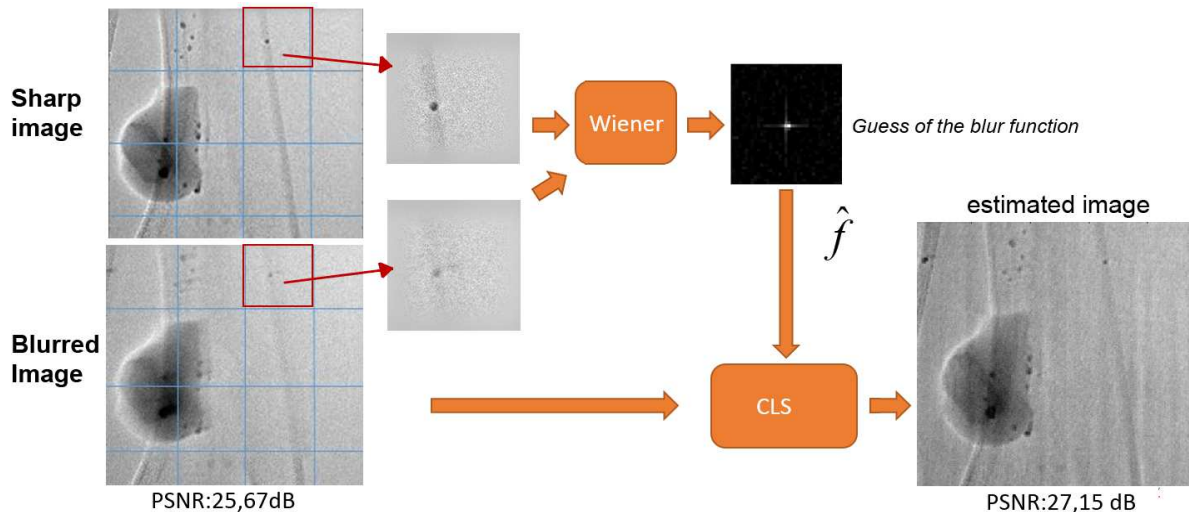 Sharp
image
Wiener
Guess of the blur function
f̂
estimated image
Blurred
Image
CLS
PSNR:25,67dB
PSNR:27,15 dB